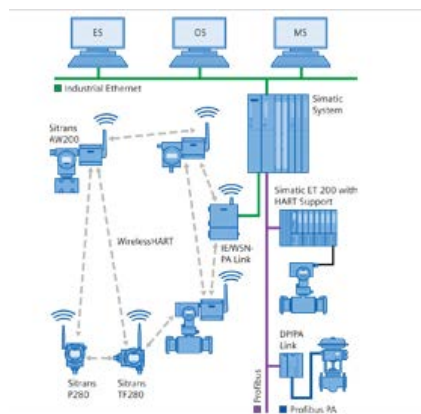 ES
OS
MS
Industrial Ethernet
Simatic
System
Sitrans
AW200
Simatic ET 200 with
HART Support
WirelessHART
IE/WSN-
PA Link
DP/PA
Link
Sitrans
P280
Sitrans
TF280
Profibus
Profibus PA